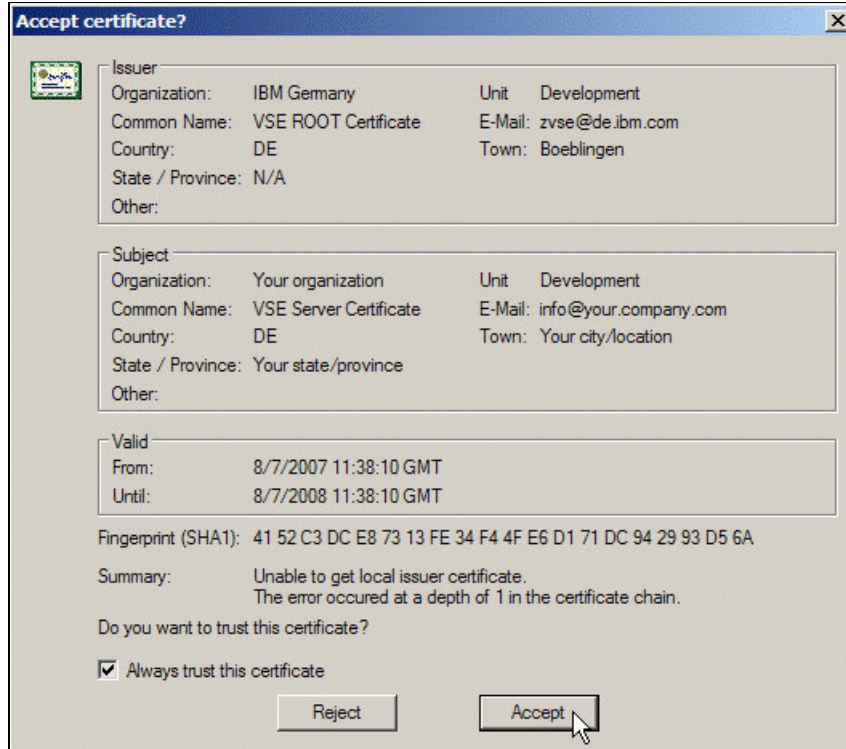 Accept certificate?
Issuer
Organization: IBM Germany Unit Development
Common Name: VSE ROOT Certificate E-Mail: zvse@de.ibm.com
Country: DE Town: Boeblingen
State / Province: N/A
Other:
Subject
Organization: Your organization Unit Development
Common Name: VSE Server Certificate E-Mail: info@your.company.com
Country: DE Town: Your city/location
State / Province: Your state/province
Other:
Valid
From: 8/7/2007 11:38:10 GMT
Until: 8/7/2008 11:38:10 GMT
Fingerprint (SHA1): 41 52 C3 DC E8 73 13 FE 34 F4 4F E6 D1 71 DC 94 29 93 D5 6A
Summary: Unable to get local issuer certificate.
The error occured at a depth of 1 in the certificate chain.
Do you want to trust this certificate?
Always trust this certificate
Reject Accept